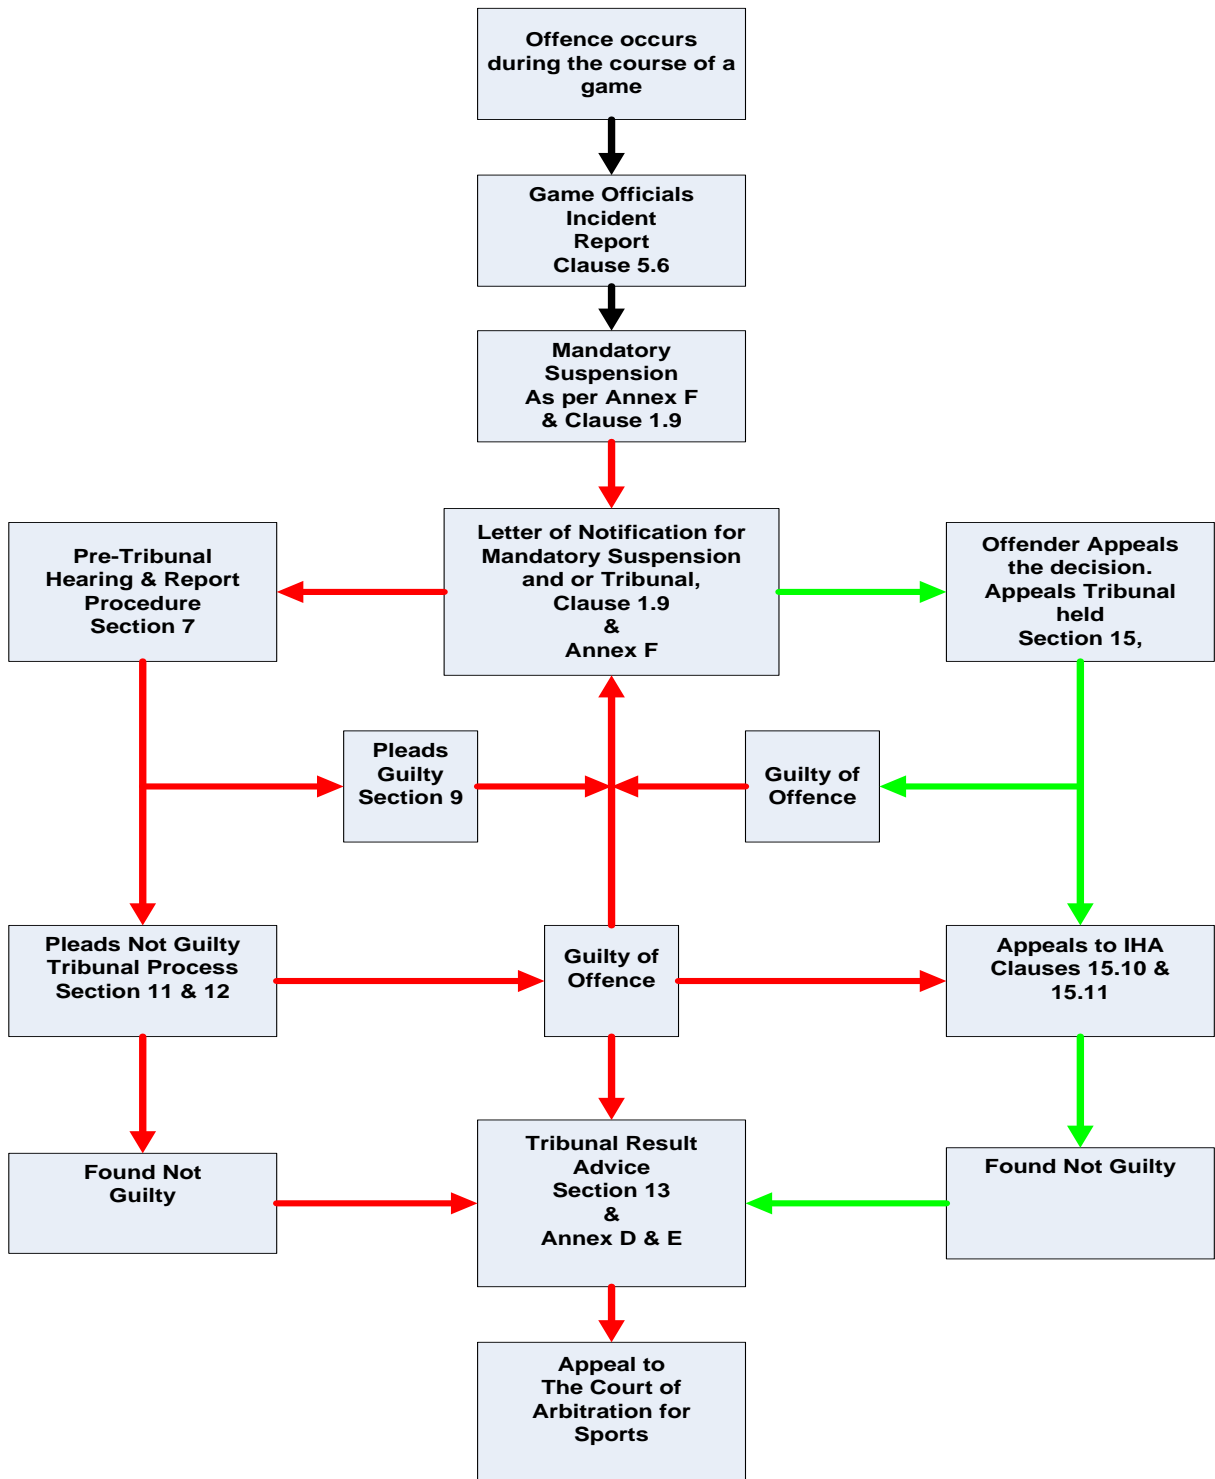 Offence occurs
during the course of a
game
Game Officials
Incident
Report
Clause 5.6
Mandatory
Suspension
As per Annex F
& Clause 1.9
Pre-Tribunal
Hearing & Report
Procedure
Section 7
Letter of Notification for
Mandatory Suspension
and or Tribunal,
Clause 1.9
&
Annex F
Offender Appeals
the decision.
Appeals Tribunal
held
Section 15,
Pleads
Guilty
Section 9
Guilty of
Offence
Pleads Not Guilty
Tribunal Process
Section 11 & 12
Guilty of
Offence
Appeals to IHA
Clauses 15.10 &
15.11
Found Not
Guilty
Tribunal Result
Advice
Section 13
&
Annex D & E
Found Not Guilty
Appeal to
The Court of
Arbitration for
Sports